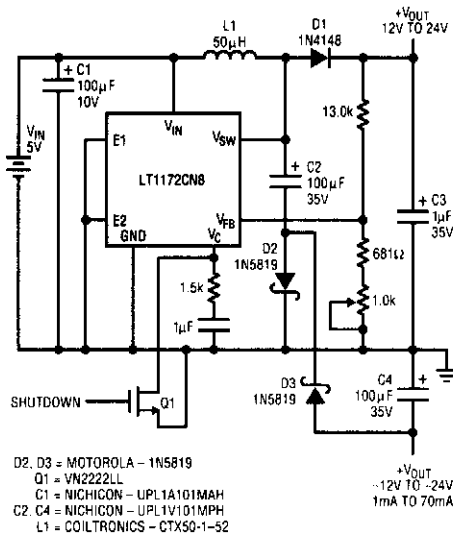 L1
50µH
D1
1N4148
+VOUT
12V TO 24V
+ C1
100µF
10V
VIN
5V
13.0k
E1
VIN
VSW
LT1172CN8
E2
VFB
GND
VC
+ C2
100µF
35V
+ C3
1µF
35V
D2
1N5819
681Ω
1.0k
1.5k
1µF
D3
1N5819
C4 +
100µF
35V
SHUTDOWN
Q1
+VOUT
–12V TO –24V
1mA TO 70mA
D2, D3 = MOTOROLA – 1N5819
Q1 = VN2222LL
C1 = NICHICON – UPL1A101MAH
C2, C4 = NICHICON – UPL1V101MPH
L1 = COILTRONICS – CTX50-1-52